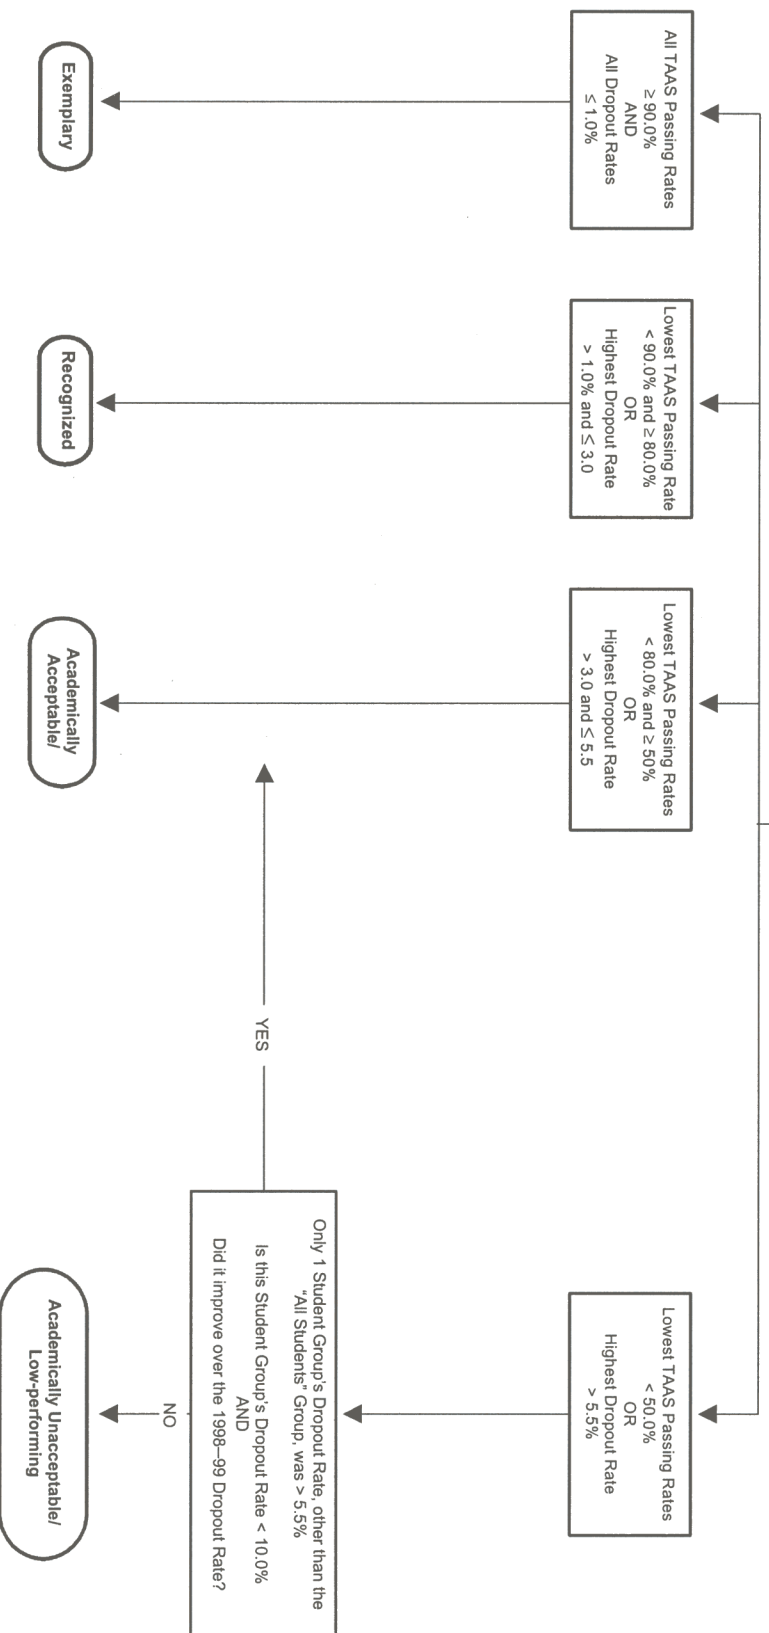 All TAAS Passing Rates
≥ 90.0%
AND
All Dropout Rates
≤ 1.0%
Lowest TAAS Passing Rate
< 90.0% and ≥ 80.0%
OR
Highest Dropout Rate
> 1.0% and ≤ 3.0
Lowest TAAS Passing Rates
< 80.0% and ≥ 50%
OR
Highest Dropout Rate
> 3.0 and ≤ 5.5
Lowest TAAS Passing Rates
< 50.0%
OR
Highest Dropout Rate
> 5.5%
Only 1 Student Group's Dropout Rate, other than the
"All Students" Group, was > 5.5%
Is this Student Group's Dropout Rate < 10.0%
AND
Did it improve over the 1998–99 Dropout Rate?
YES
NO
Exemplary
Recognized
Academically
Acceptable/
Academically Unacceptable/
Low-performing